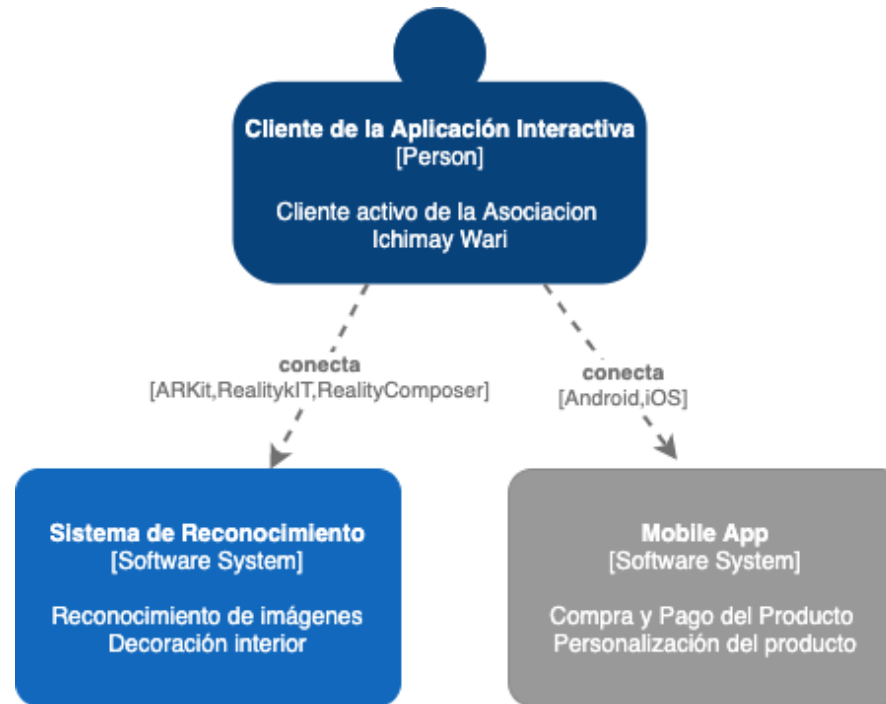 Cliente de la Aplicación Interactiva
[Person]
Cliente activo de la Asociacion
Ichimay Wari
conecta
[ARKit,RealitykIT,RealityComposer]
conecta
[Android,iOS]
Sistema de Reconocimiento
[Software System]
Reconocimiento de imágenes
Decoración interior
Mobile App
[Software System]
Compra y Pago del Producto
Personalización del producto